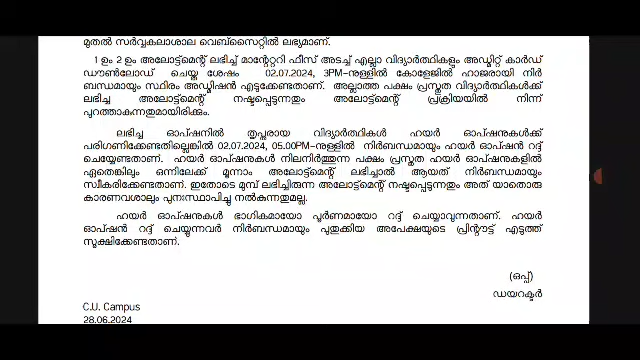 മുതൽ സർവ്വകലാശാല വെബ്സൈറ്റിൽ ലഭ്യമാണ്.
1 ഉം 2 ഉം അലോട്ട്മെന്റ് ലഭിച്ച് മാന്റേറ്ററി ഫീസ് അടച്ച് എല്ലാ വിദ്യാർത്ഥികളും അഡ്മിറ്റ് കാർഡ്
ഡൗൺലോഡ് ചെയ്ത ശേഷം 02.07.2024, 3PM-നുള്ളിൽ കോളേജിൽ ഹാജരായി നിർ
ബന്ധമായും സ്ഥിരം അഡ്മിഷൻ എടുക്കേണ്ടതാണ്. അല്ലാത്ത പക്ഷം പ്രസ്തുത വിദ്യാർത്ഥികൾക്ക്
ലഭിച്ച അലോട്ട്മെന്റ് നഷ്ടപ്പെടുന്നതും അലോട്ട്മെന്റ് പ്രക്രിയയിൽ നിന്ന്
പുറത്താകുന്നതുമായിരിക്കും.
ലഭിച്ച ഓപ്ഷനിൽ തൃപ്തരായ വിദ്യാർത്ഥികൾ ഹയർ ഓപ്ഷനുകൾക്ക്
പരിഗണിക്കേണ്ടതില്ലെങ്കിൽ 02.07.2024, 05.00PM-നുള്ളിൽ നിർബന്ധമായും ഹയർ ഓപ്ഷൻ റദ്ദ്
ചെയ്യേണ്ടതാണ്. ഹയർ ഓപ്ഷനുകൾ നിലനിർത്തുന്ന പക്ഷം പ്രസ്തുത ഹയർ ഓപ്ഷനുകളിൽ
ഏതെങ്കിലും ഒന്നിലേക്ക് മൂന്നാം അലോട്ട്മെന്റ് ലഭിച്ചാൽ ആയത് നിർബന്ധമായും
സ്വീകരിക്കേണ്ടതാണ്. ഇതോടെ മുമ്പ് ലഭിച്ചിരുന്ന അലോട്ട്മെന്റ് നഷ്ടപ്പെടുന്നതും അത് യാതൊരു
കാരണവശാലും പുനഃസ്ഥാപിച്ചു നൽകുന്നതുമല്ല.
ഹയർ ഓപ്ഷനുകൾ ഭാഗികമായോ പൂർണമായോ റദ്ദ് ചെയ്യാവുന്നതാണ്. ഹയർ
ഓപ്ഷൻ റദ്ദ് ചെയ്യുന്നവർ നിർബന്ധമായും പുതുക്കിയ അപേക്ഷയുടെ പ്രിന്റൗട്ട് എടുത്ത്
സൂക്ഷിക്കേണ്ടതാണ്.
(ഒപ്പ്)
ഡയറക്ടർ
C.U. Campus
28.06.2024